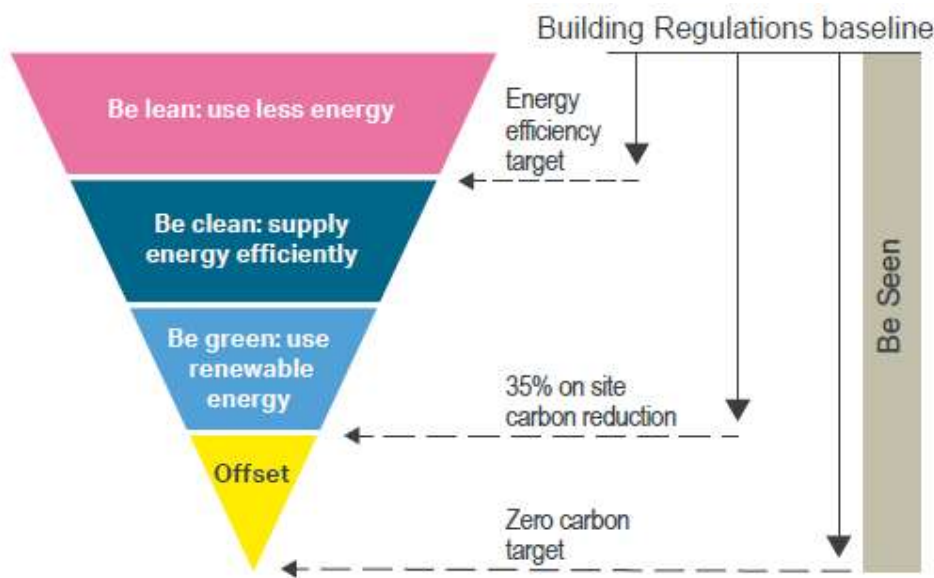 Building Regulations baseline
Be lean: use less energy
Energy
efficiency
target
Be clean: supply
energy efficiently
Be Seen
Be green: use
renewable
energy
35% on site
carbon reduction
Offset
Zero carbon
target